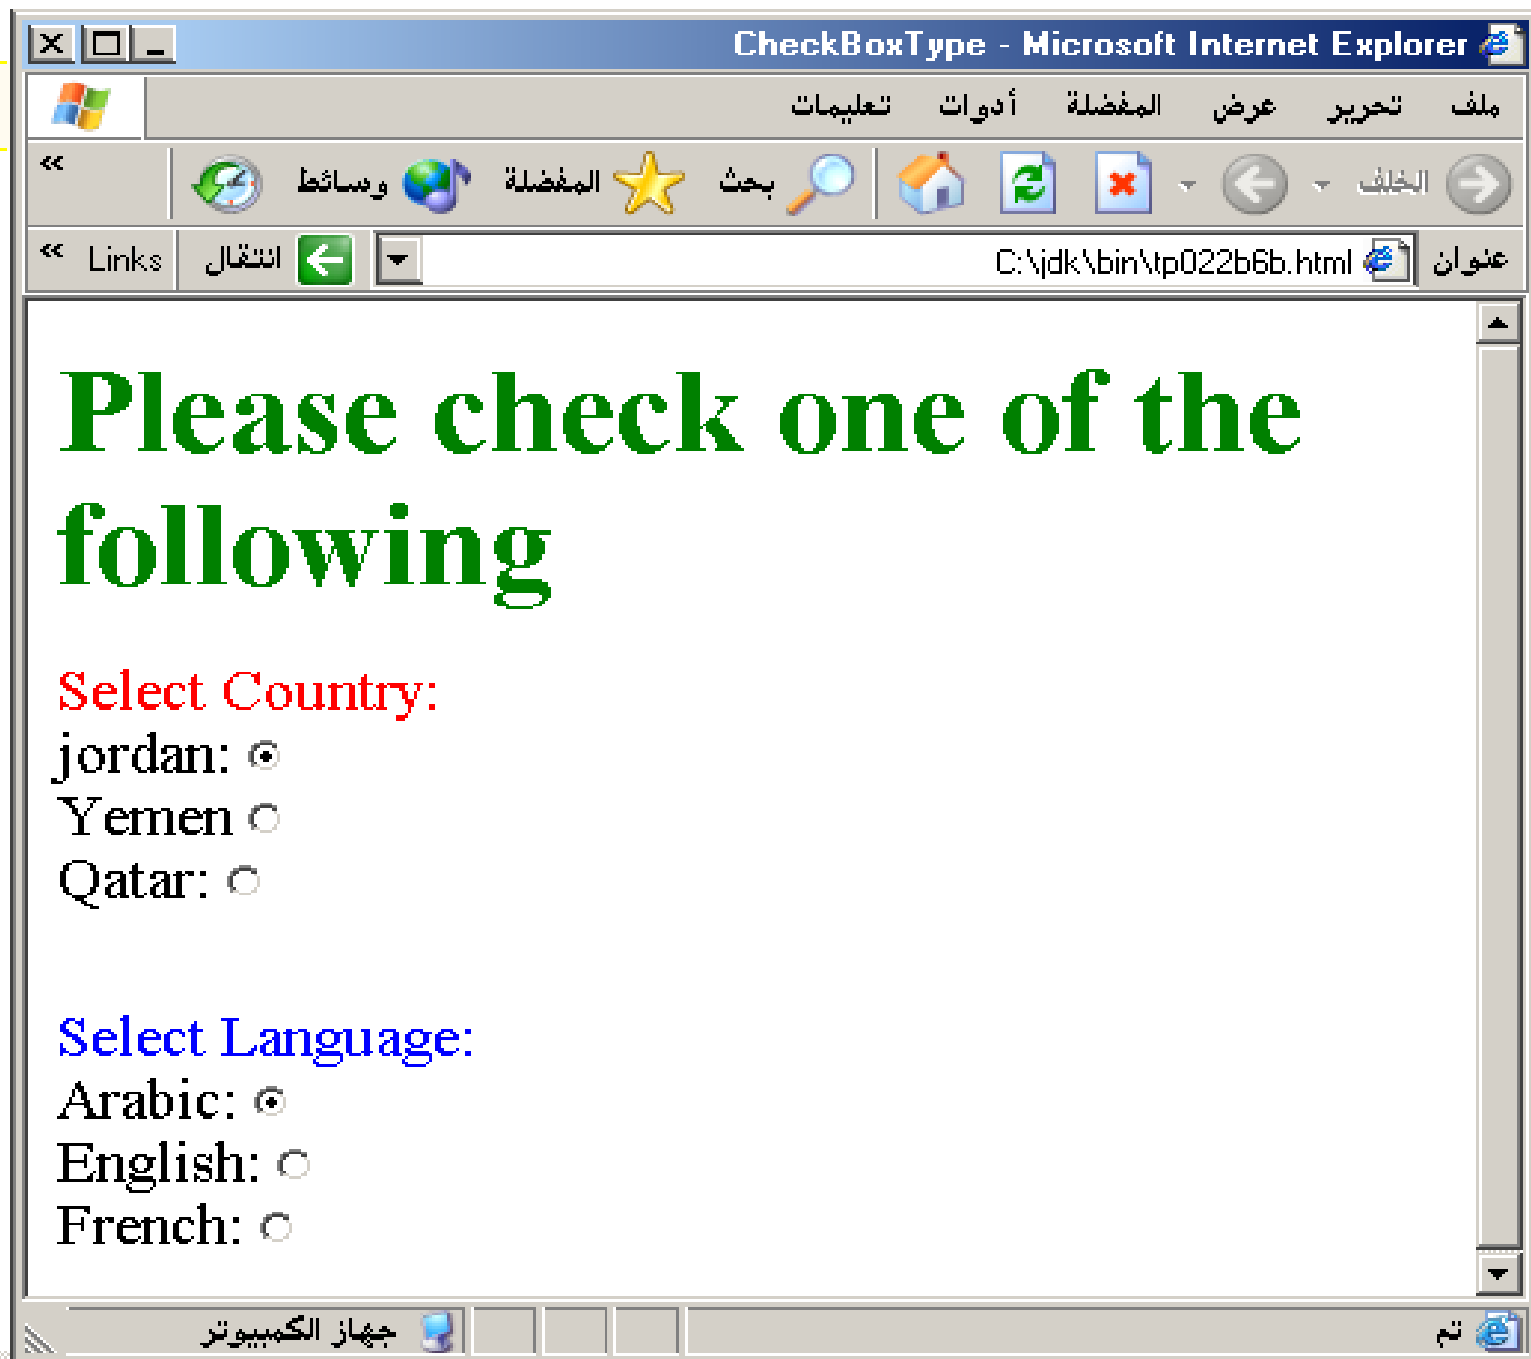 CheckBoxType - Microsoft Internet Explorer
ملف تحرير عرض المفضلة أدوات تعليمات
الخلف بحث المفضلة وسائط »
عنوان C:\jdk\bin\tp022b6b.html انتقال Links »
Please check one of the
following
Select Country:
jordan:
Yemen
Qatar:
Select Language:
Arabic:
English:
French:
تم جهاز الكمبيوتر